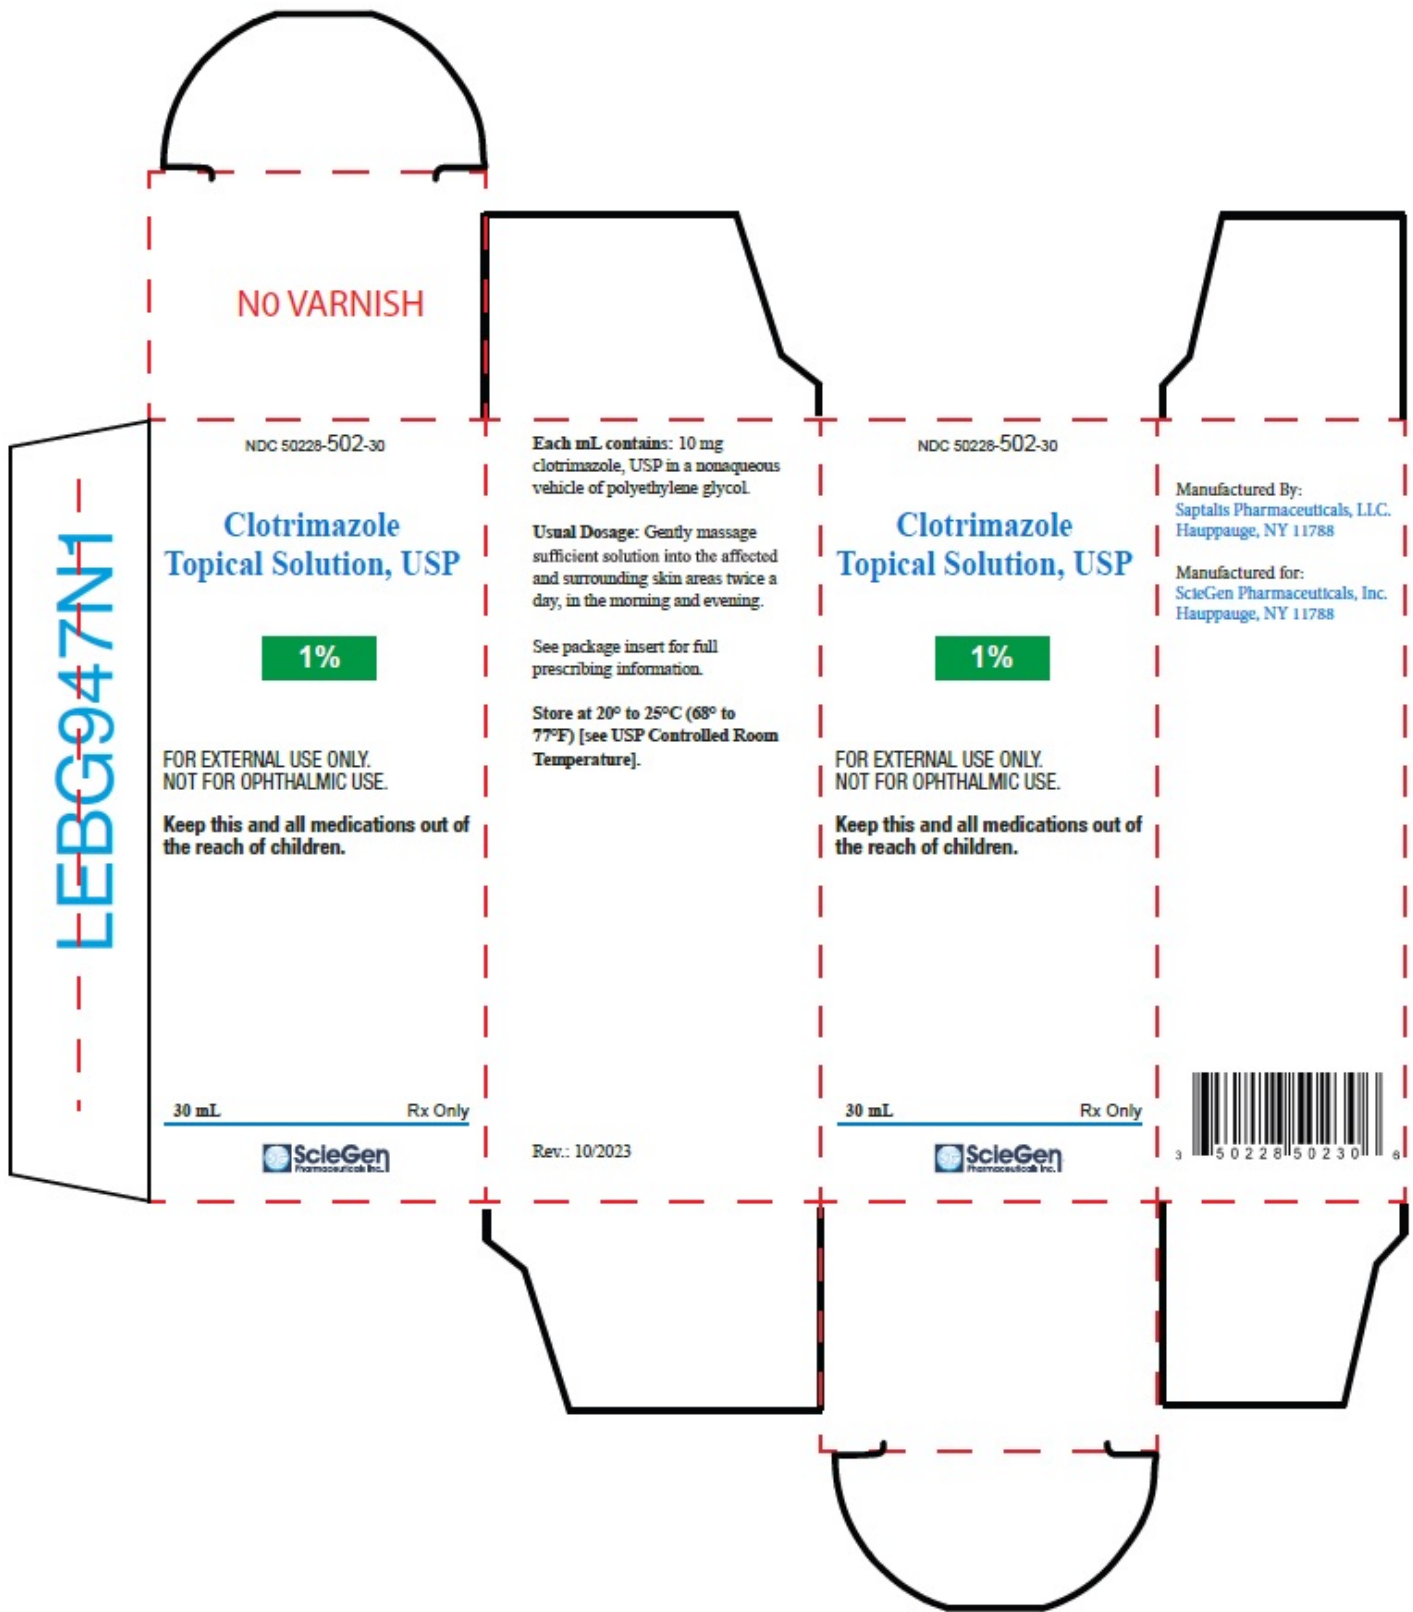 NO VARNISH
LEBG947N1
NDC 50228-502-30
Clotrimazole
Topical Solution, USP
1%
FOR EXTERNAL USE ONLY.
NOT FOR OPHTHALMIC USE.
Keep this and all medications out of
the reach of children.
30 mL Rx Only
ScieGen
Pharmaceuticals Inc.
Each mL contains: 10 mg
clotrimazole, USP in a nonaqueous
vehicle of polyethylene glycol.
Usual Dosage: Gently massage
sufficient solution into the affected
and surrounding skin areas twice a
day, in the morning and evening.
See package insert for full
prescribing information.
Store at 20° to 25°C (68° to
77°F) [see USP Controlled Room
Temperature].
Rev.: 10/2023
NDC 50228-502-30
Clotrimazole
Topical Solution, USP
1%
FOR EXTERNAL USE ONLY.
NOT FOR OPHTHALMIC USE.
Keep this and all medications out of
the reach of children.
30 mL Rx Only
ScieGen
Pharmaceuticals Inc.
Manufactured By:
Saptalis Pharmaceuticals, LLC.
Hauppauge, NY 11788
Manufactured for:
ScieGen Pharmaceuticals, Inc.
Hauppauge, NY 11788
3 50228 50230 6